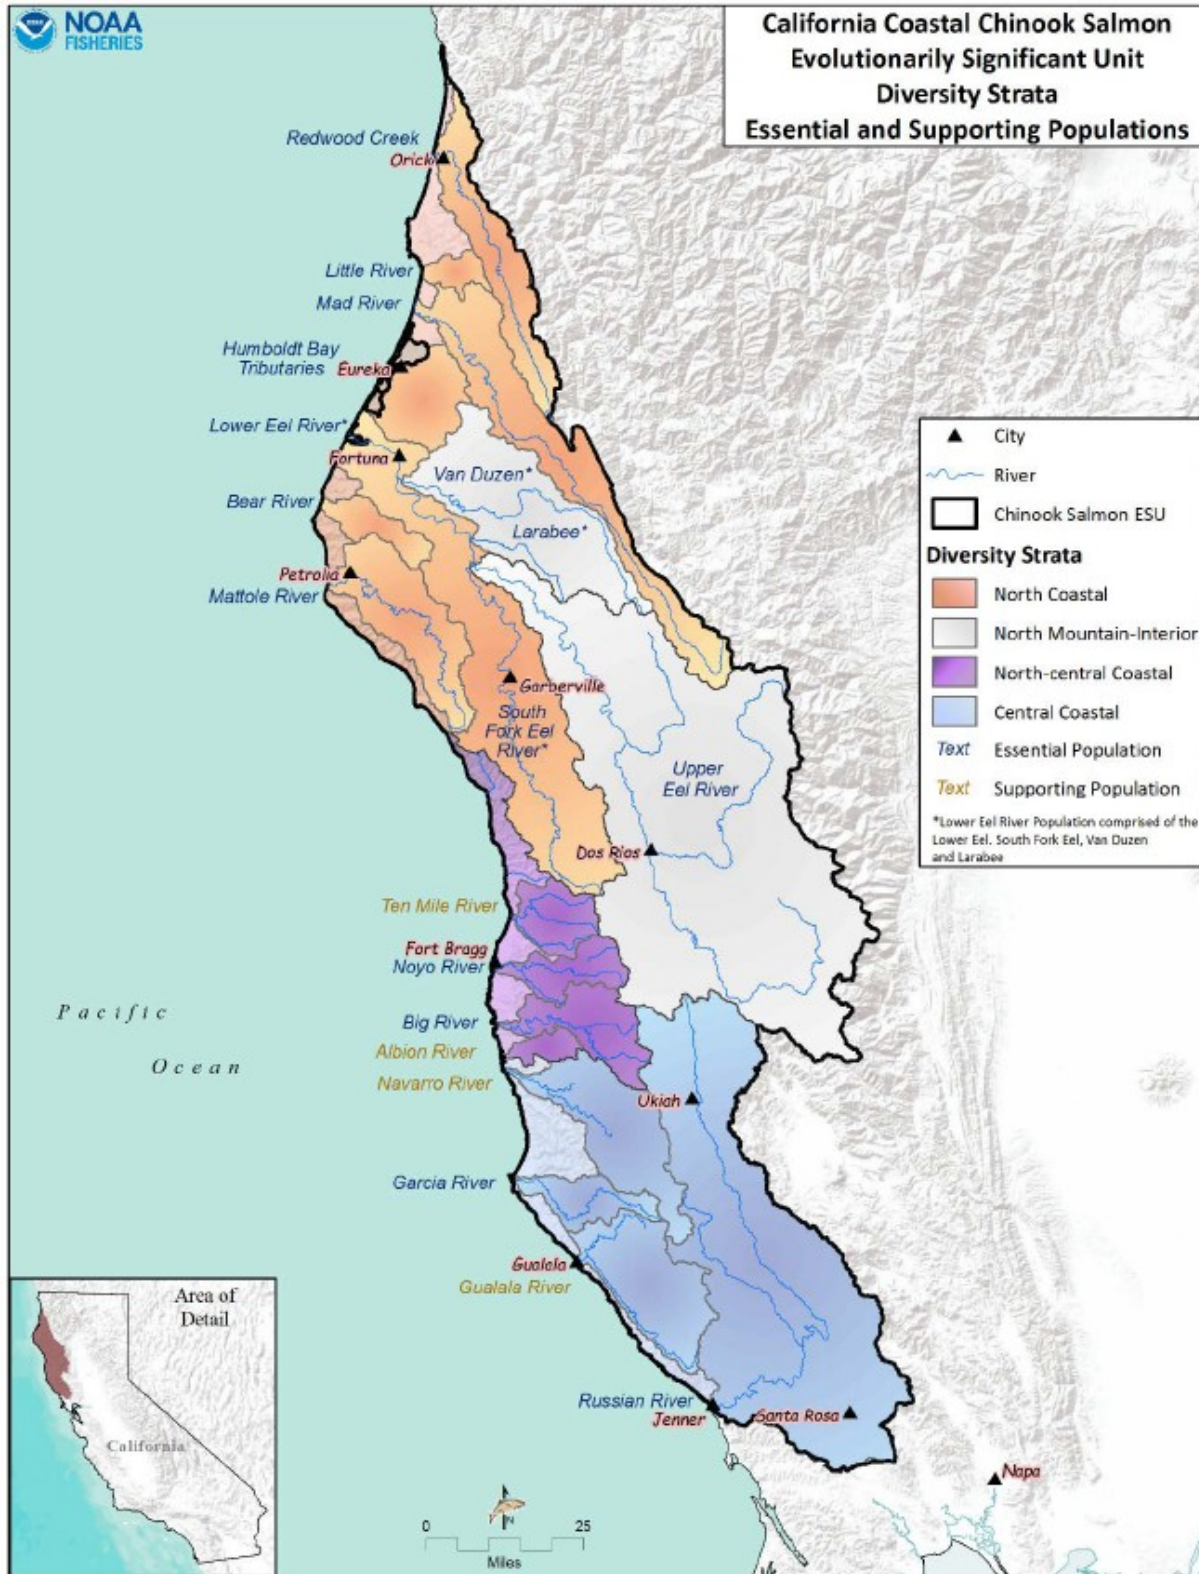 NOAA
FISHERIES
California Coastal Chinook Salmon
Evolutionarily Significant Unit
Diversity Strata
Essential and Supporting Populations
Redwood Creek
Orick
Little River
Mad River
Humboldt Bay
Tributaries
Eureka
Lower Eel River*
Fortuna
Van Duzen*
Bear River
Larabee*
Petrolia
Mattole River
Garberville
South
Fork Eel
River*
Upper
Eel River
Dos Rios
Ten Mile River
Fort Bragg
Noyo River
Big River
Albion River
Navarro River
Ukiah
Garcia River
Gualala
Gualala River
Russian River
Jenner
Santa Rosa
Napa
Pacific
Ocean
City
River
Chinook Salmon ESU
Diversity Strata
North Coastal
North Mountain-Interior
North-central Coastal
Central Coastal
Text Essential Population
Text Supporting Population
*Lower Eel River Population comprised of the
Lower Eel. South Fork Eel, Van Duzen
and Larabee
Area of
Detail
California
N
0 25
Miles